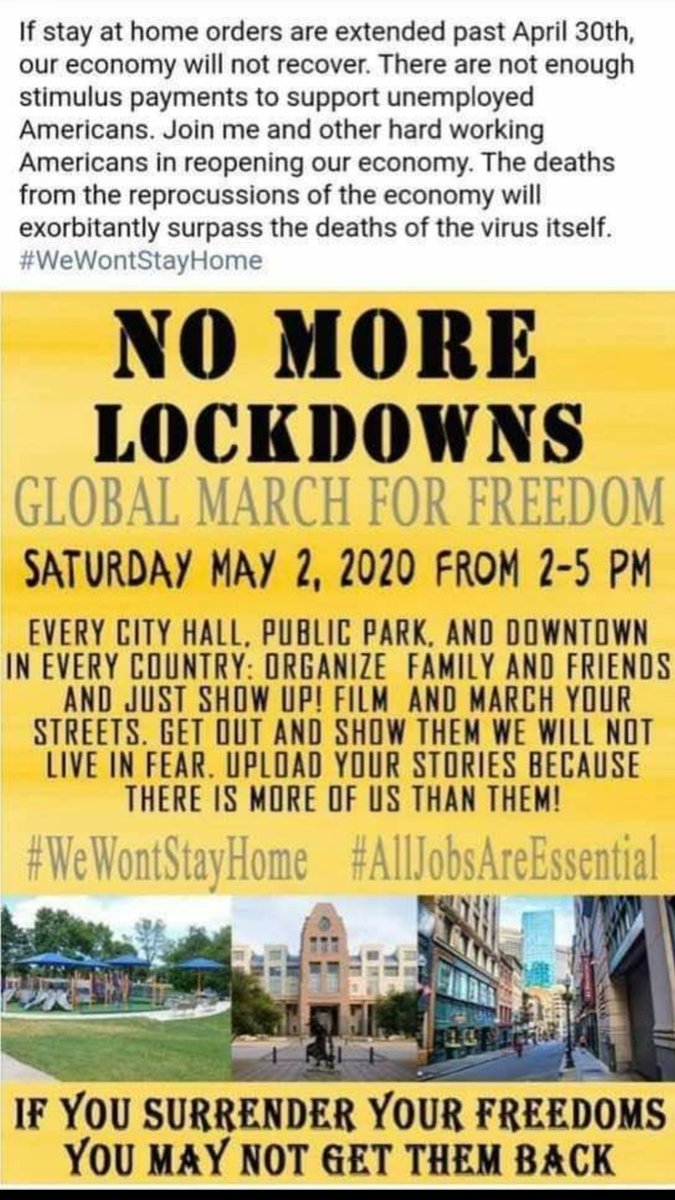 If stay at home orders are extended past April 30th,
our economy will not recover. There are not enough
stimulus payments to support unemployed
Americans. Join me and other hard working
Americans in reopening our economy. The deaths
from the reprocussions of the economy will
exorbitantly surpass the deaths of the virus itself.
#WeWontStayHome
NO MORE
LOCKDOWNS
GLOBAL MARCH FOR FREEDOM
SATURDAY MAY 2, 2020 FROM 2-5 PM
EVERY CITY HALL, PUBLIC PARK, AND DOWNTOWN
IN EVERY COUNTRY: ORGANIZE FAMILY AND FRIENDS
AND JUST SHOW UP! FILM AND MARCH YOUR
STREETS. GET OUT AND SHOW THEM WE WILL NOT
LIVE IN FEAR. UPLOAD YOUR STORIES BECAUSE
THERE IS MORE OF US THAN THEM!
#WeWontStayHome #AllJobsAreEssential
IF YOU SURRENDER YOUR FREEDOMS
YOU MAY NOT GET THEM BACK